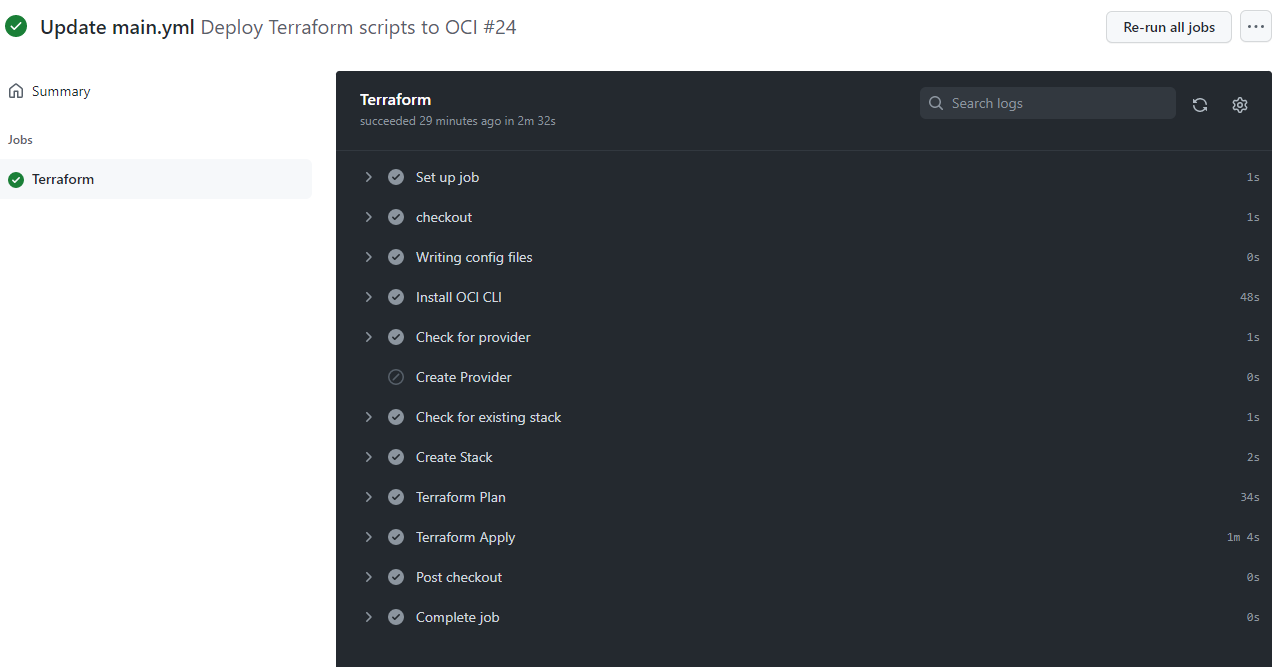 Update main.yml Deploy Terraform scripts to OCI #24
Re-run all jobs
Summary
Jobs
Terraform
Terraform
succeeded 29 minutes ago in 2m 32s
Search logs
Set up job 1s
checkout 1s
Writing config files 0s
Install OCI CLI 48s
Check for provider 1s
Create Provider 0s
Check for existing stack 1s
Create Stack 2s
Terraform Plan 34s
Terraform Apply 1m 4s
Post checkout 0s
Complete job 0s